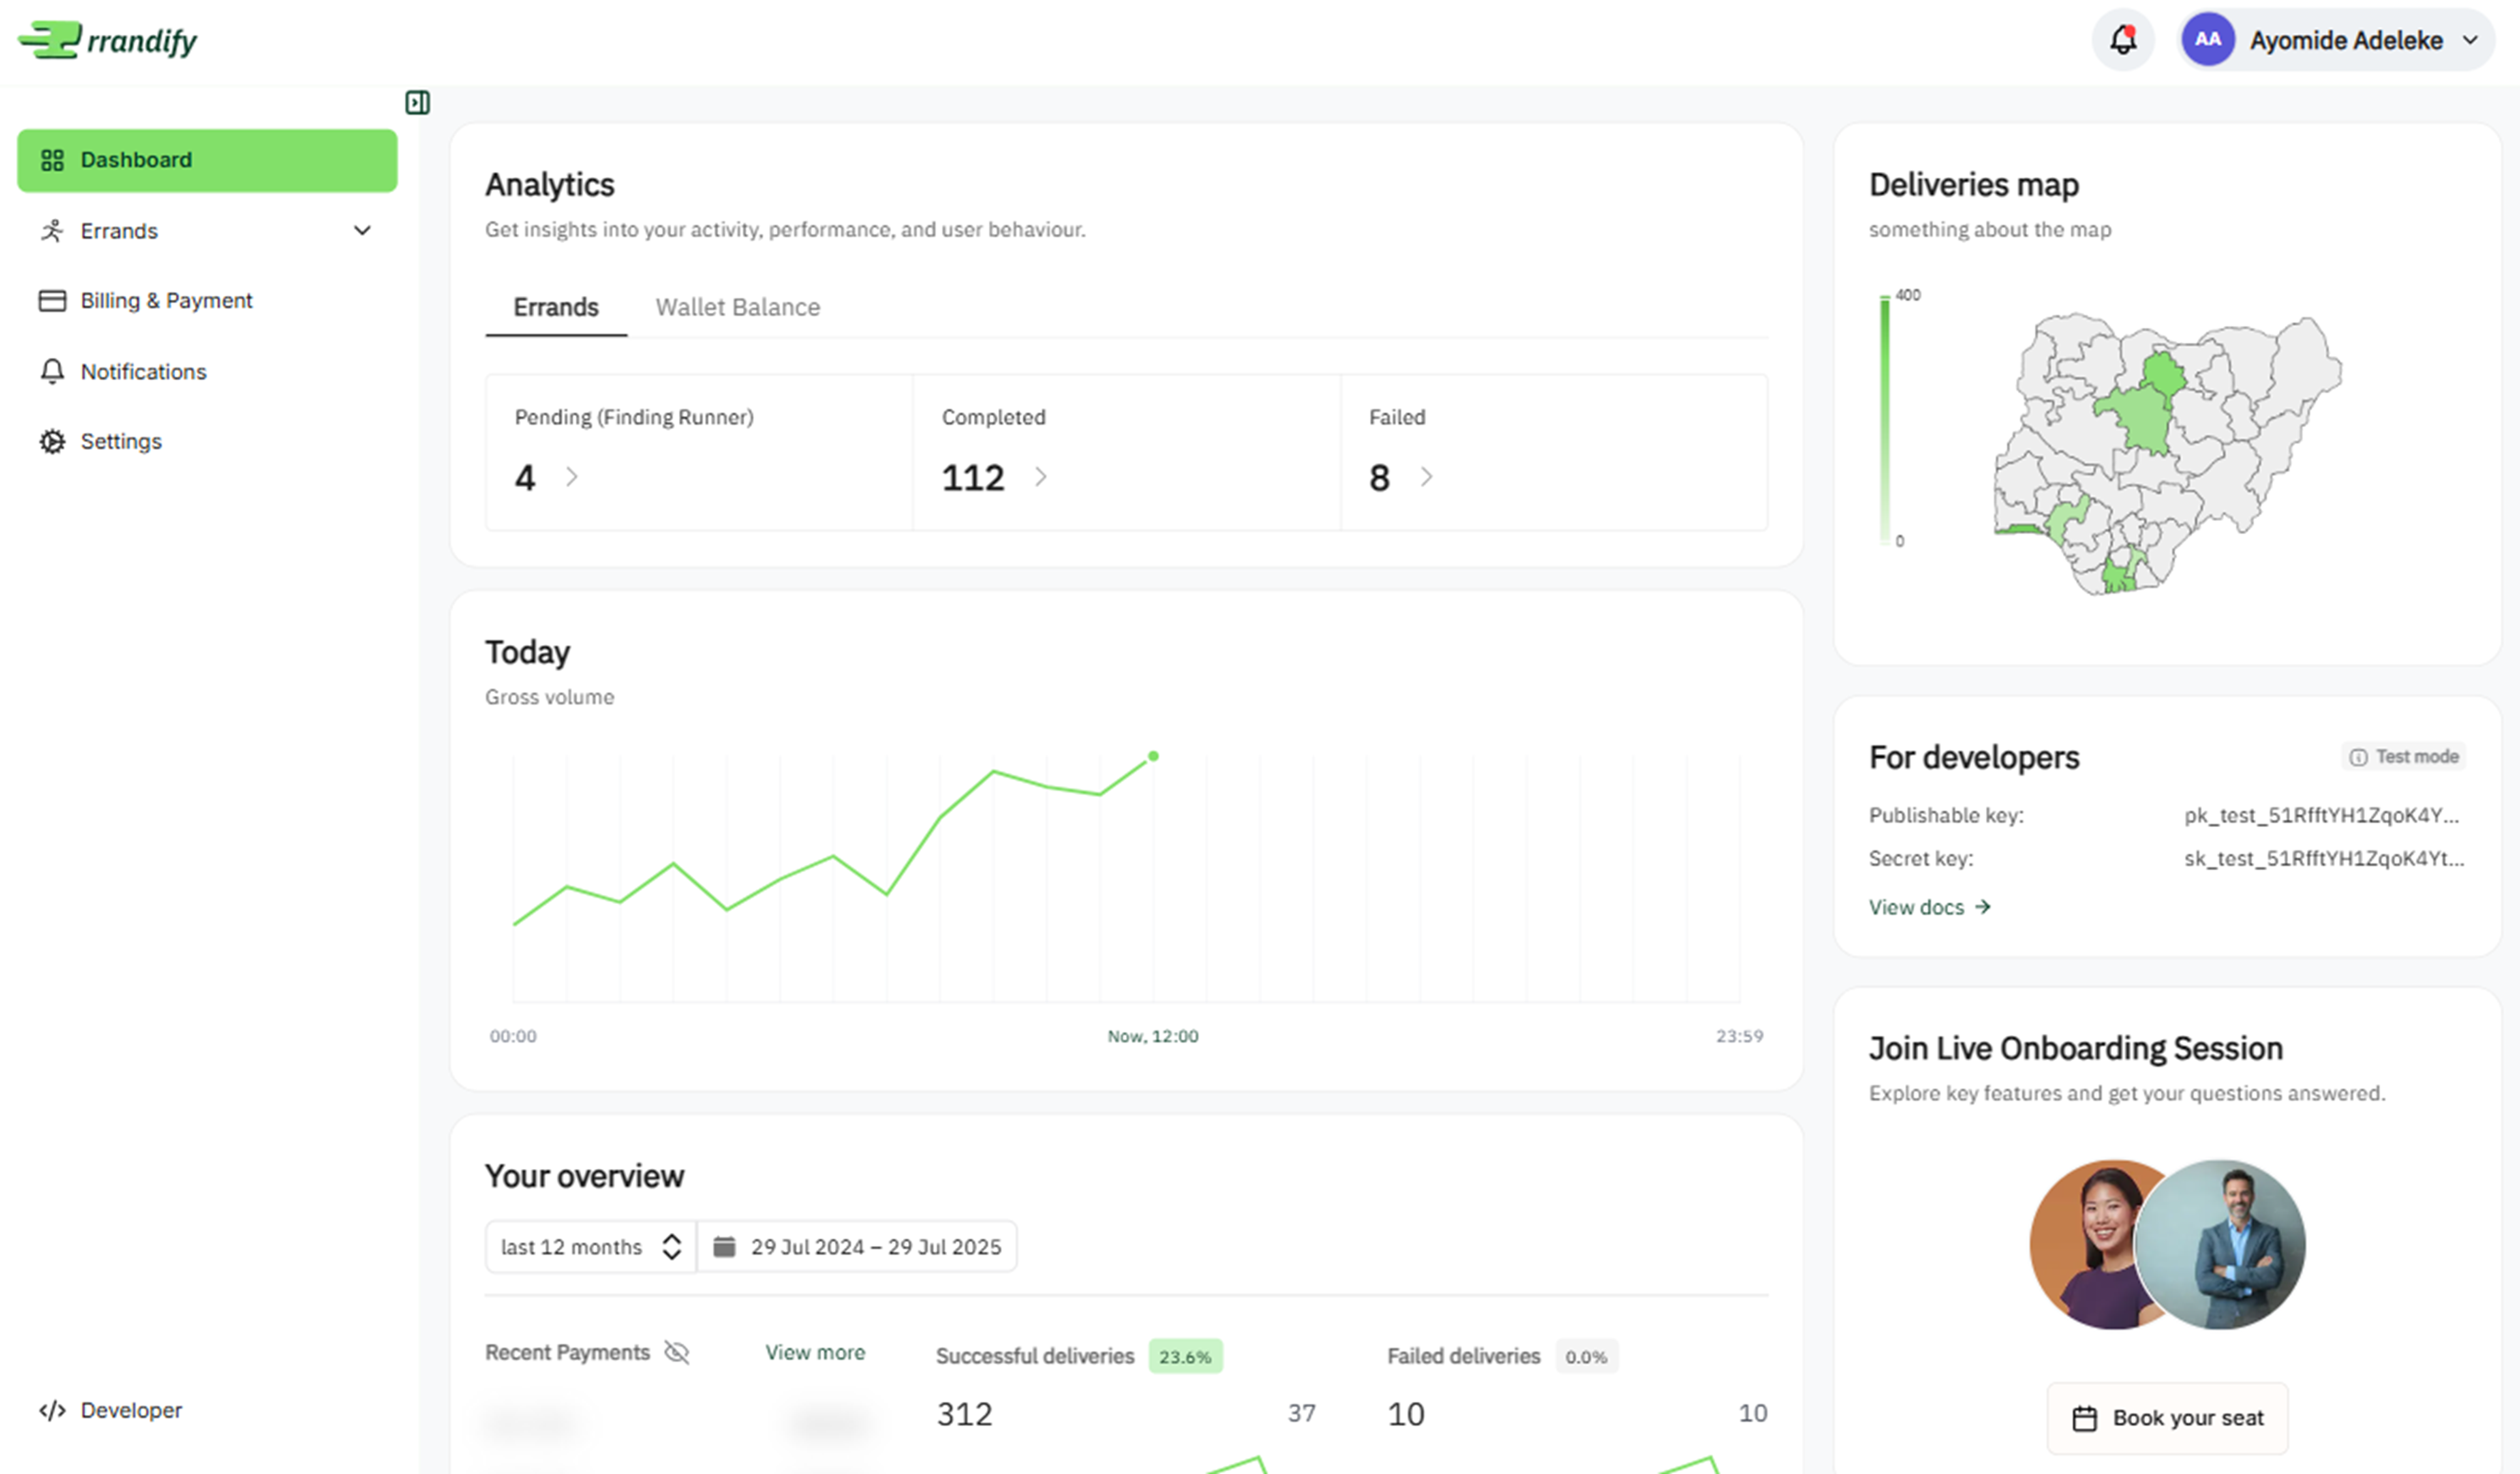 rrandify
AA
Ayomide Adeleke
Dashboard
Errands
Billing & Payment
Notifications
Settings
Developer
Analytics
Get insights into your activity, performance, and user behaviour.
Errands
Wallet Balance
Pending (Finding Runner)
4
Completed
112
Failed
8
Today
Gross volume
00:00
Now, 12:00
23:59
Your overview
last 12 months
29 Jul 2024 – 29 Jul 2025
Recent Payments
View more
Successful deliveries
23.6%
312
37
Failed deliveries
0.0%
10
10
Deliveries map
something about the map
400
0
For developers
Test mode
Publishable key:
pk_test_51RfftYH1ZqoK4Y...
Secret key:
sk_test_51RfftYH1ZqoK4Yt...
View docs
Join Live Onboarding Session
Explore key features and get your questions answered.
Book your seat